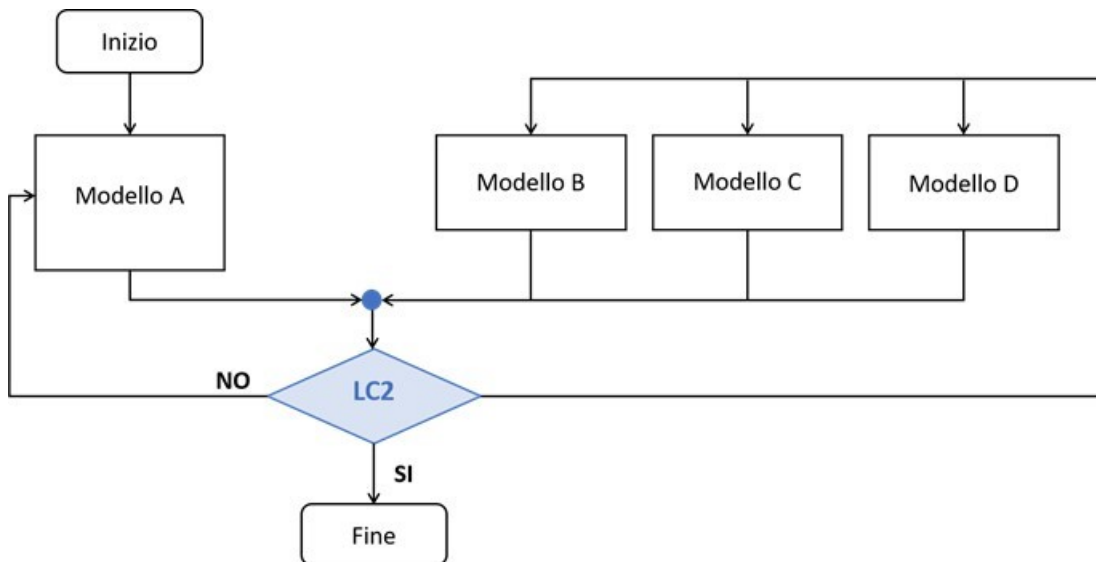 Inizio
Modello A
Modello B
Modello C
Modello D
NO
LC2
SI
Fine